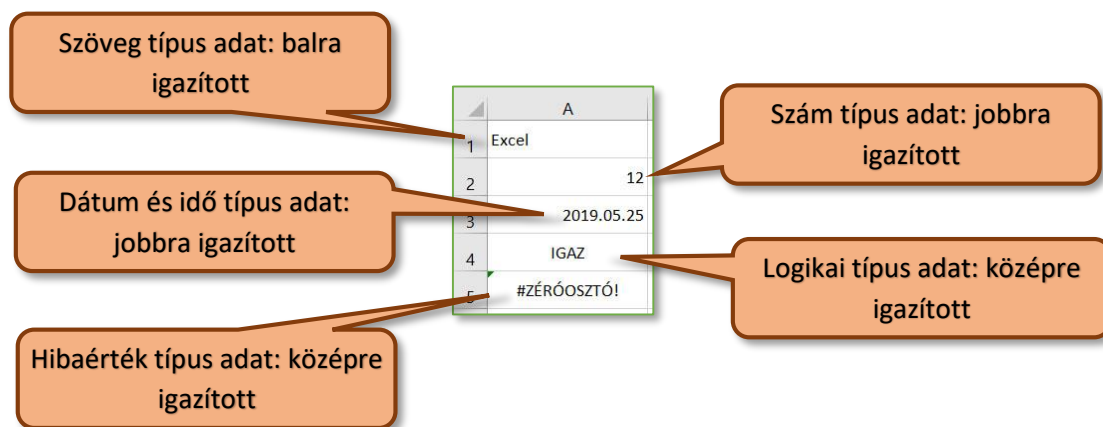 Szöveg típus adat: balra
igazított
Szám típus adat: jobbra
igazított
Dátum és idő típus adat:
jobbra igazított
Logikai típus adat: középre
igazított
Hibaérték típus adat: középre
igazított
A
1 Excel
2 12
3 2019.05.25
4 IGAZ
5 #ZÉRÓOSZTÓ!